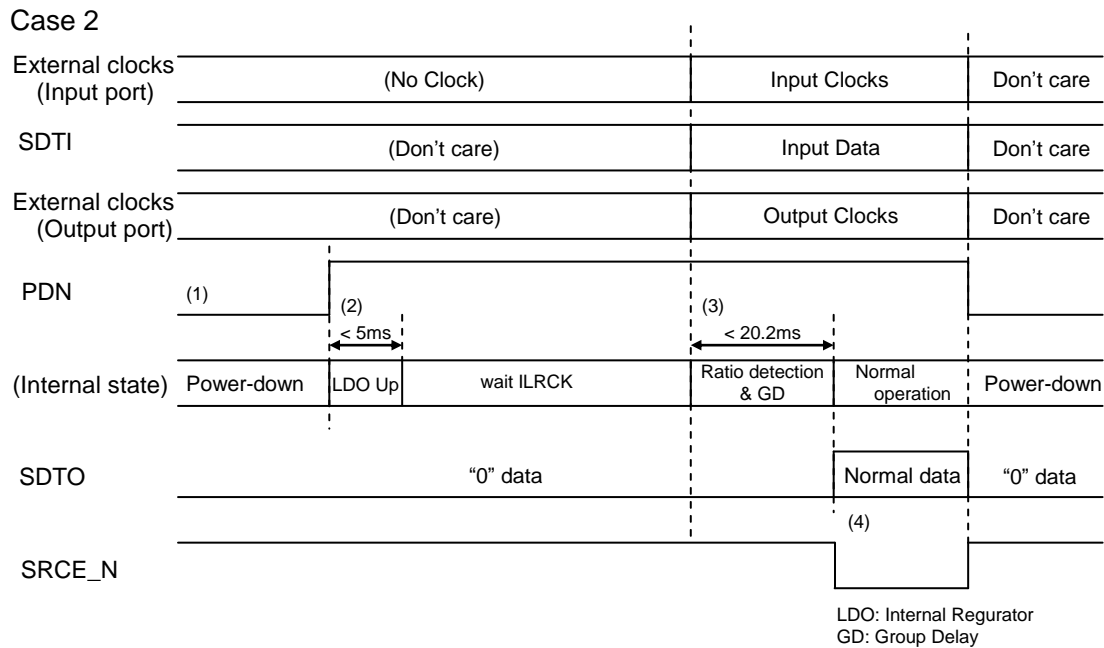 Case 2
External clocks
(Input port)
(No Clock)
Input Clocks
Don't care
SDTI
(Don't care)
Input Data
Don't care
External clocks
(Output port)
(Don't care)
Output Clocks
Don't care
PDN
(1)
(2)
(3)
< 5ms
< 20.2ms
(Internal state)
Power-down
LDO Up
wait ILRCK
Ratio detection
& GD
Normal
operation
Power-down
SDTO
“0” data
Normal data
“0” data
(4)
SRCE_N
LDO: Internal Regurator
GD: Group Delay